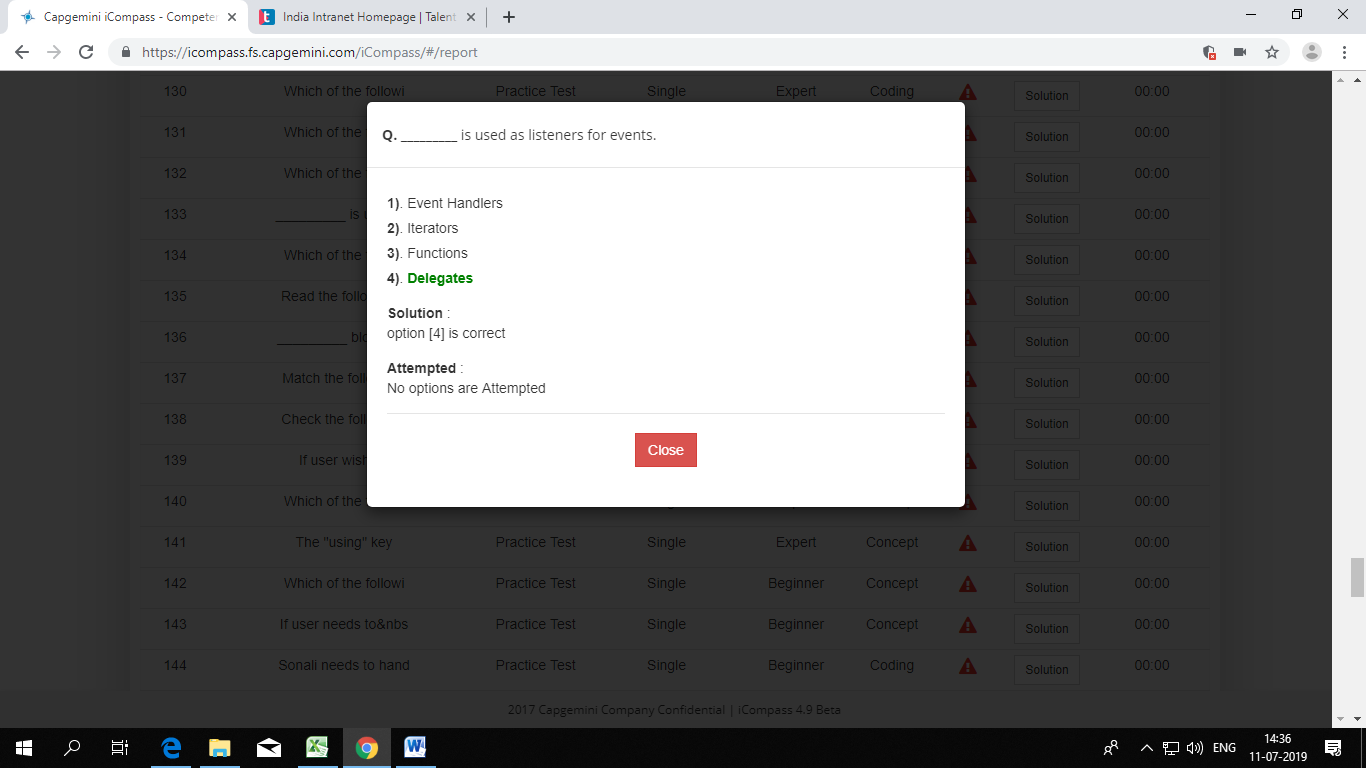 Capgemini iCompass - Competen
India Intranet Homepage | Talent
https://icompass.fs.capgemini.com/iCompass/#/report
130 Which of the followi Practice Test Single Expert Coding Solution 00:00
131 Which of the Solution 00:00
132 Which of the Solution 00:00
133 __________ is Solution 00:00
134 Which of the Solution 00:00
135 Read the follo Solution 00:00
136 __________ blo Solution 00:00
137 Match the foll Solution 00:00
138 Check the foll Solution 00:00
139 If user wish Solution 00:00
140 Which of the Solution 00:00
Q. _________ is used as listeners for events.
1). Event Handlers
2). Iterators
3). Functions
4). Delegates
Solution :
option [4] is correct
Attempted :
No options are Attempted
Close
141 The "using" key Practice Test Single Expert Concept Solution 00:00
142 Which of the followi Practice Test Single Beginner Concept Solution 00:00
143 If user needs to&nbs Practice Test Single Beginner Concept Solution 00:00
144 Sonali needs to hand Practice Test Single Beginner Coding Solution 00:00
2017 Capgemini Company Confidential | iCompass 4.9 Beta
ENG
14:36
11-07-2019